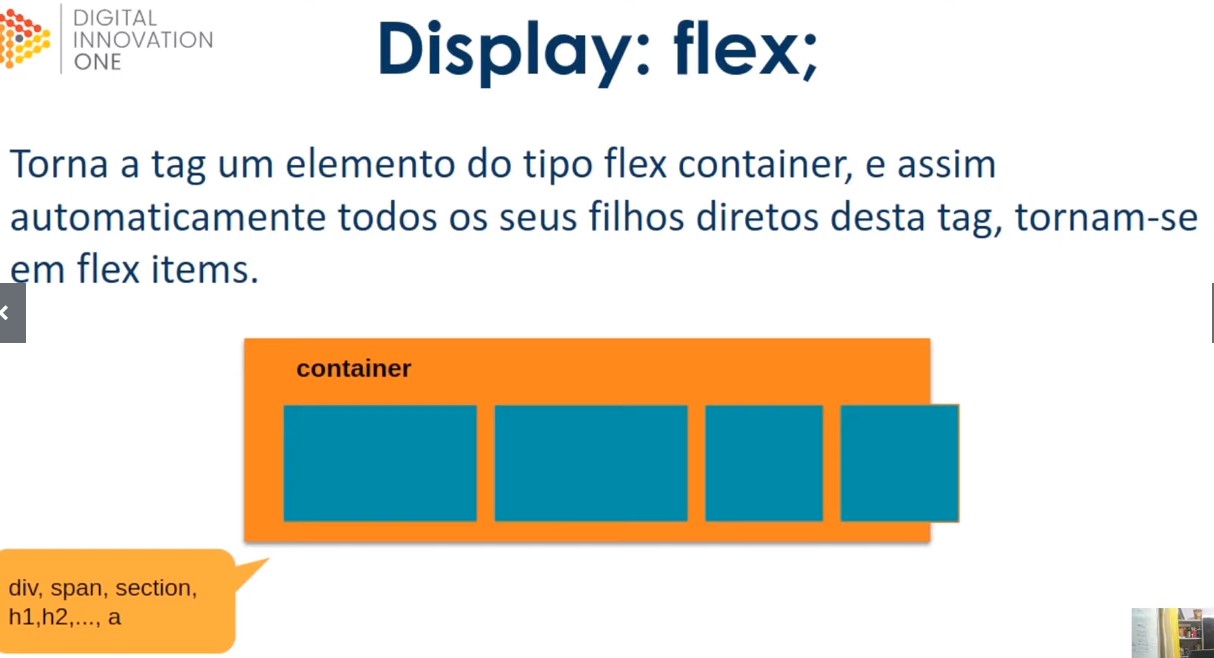 DIGITAL
INNOVATION
ONE
Display: flex;
Torna a tag um elemento do tipo flex container, e assim
automaticamente todos os seus filhos diretos desta tag, tornam-se
em flex items.
container
div, span, section,
h1,h2,..., a